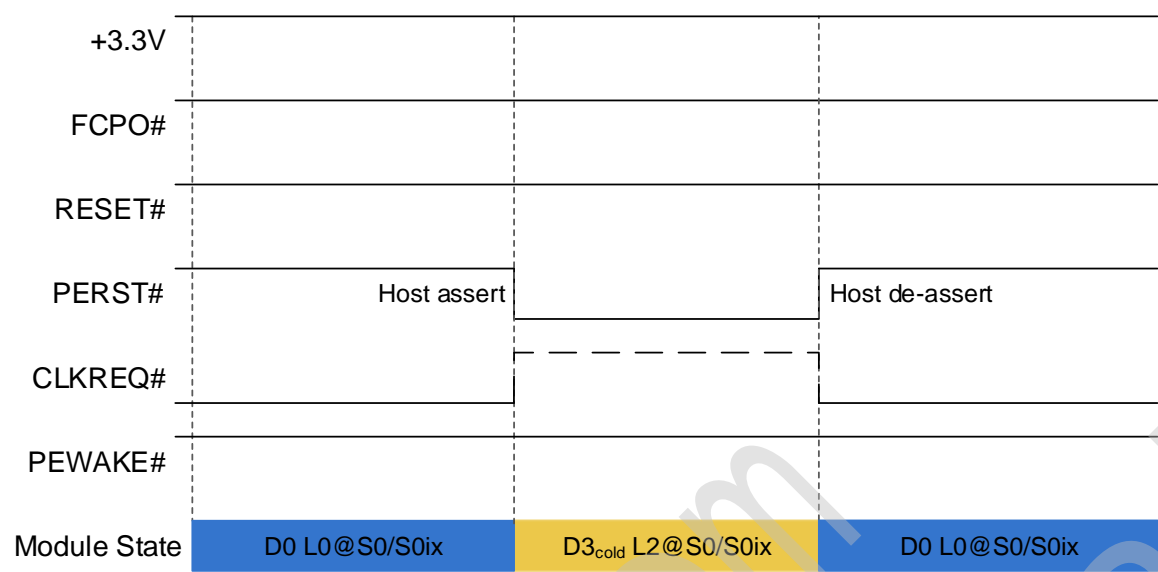 +3.3V
FCPO#
RESET#
PERST# Host assert Host de-assert
CLKREQ#
PEWAKE#
Module State D0 L0@S0/S0ix D3cold L2@S0/S0ix D0 L0@S0/S0ix